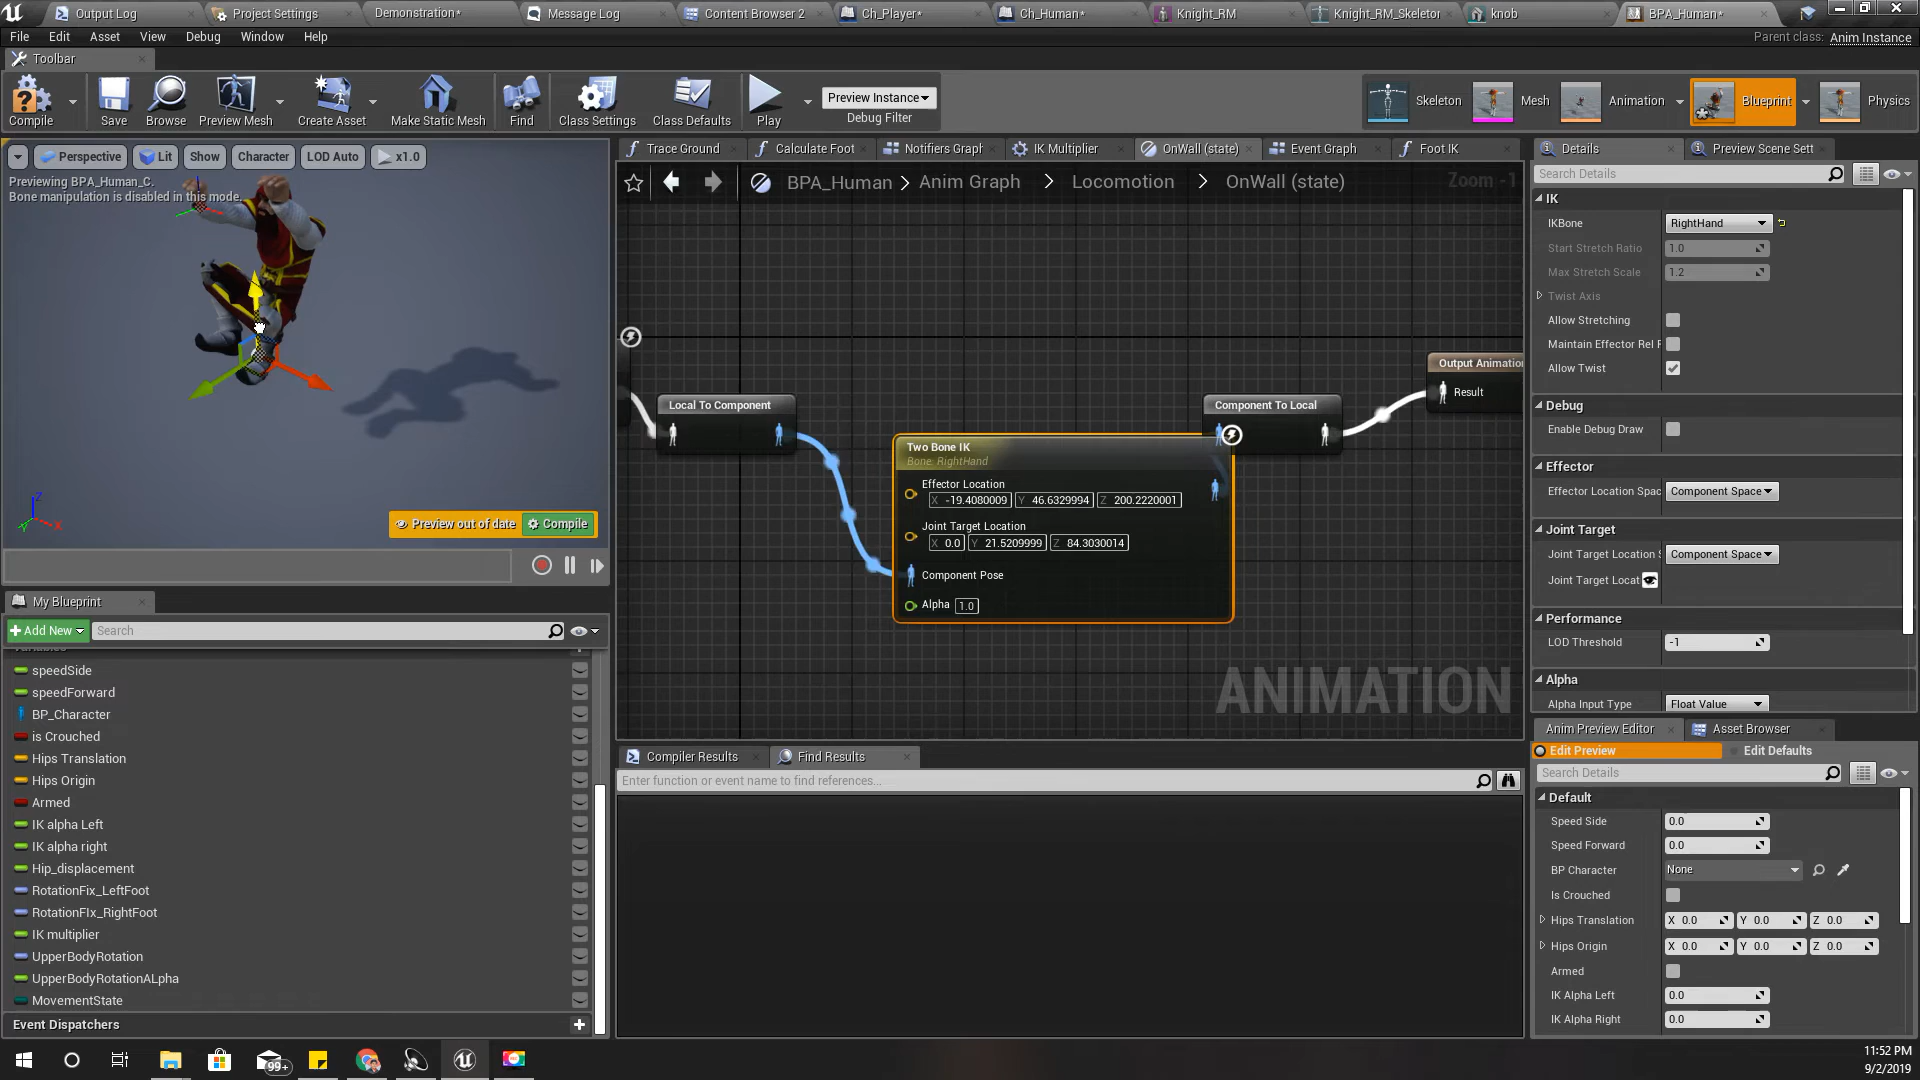 Output Log
Project Settings
Demonstration*
Message Log
Content Browser 2
Ch_Player*
Ch_Human*
Knight_RM
Knight_RM_Skeleton
knob
BPA_Human*
File Edit Asset View Debug Window Help
Parent class: Anim Instance
Toolbar
Compile
Save
Browse
Preview Mesh
Create Asset
Make Static Mesh
Find
Class Settings
Class Defaults
Play
Preview Instance
Debug Filter
Skeleton
Mesh
Animation
Blueprint
Physics
Perspective
Lit
Show
Character
LOD Auto
x1.0
Previewing BPA_Human_C.
Bone manipulation is disabled in this mode.
Preview out of date
Compile
Trace Ground
Calculate Foot
Notifiers Graph
IK Multiplier
OnWall (state)
Event Graph
Foot IK
BPA_Human > Anim Graph > Locomotion > OnWall (state)
Zoom -1
Local To Component
Two Bone IK
Bone: RightHand
Effector Location
X -19.4080009 Y 46.6329994 Z 200.2220001
Joint Target Location
X 0.0 Y 21.5209999 Z 84.3030014
Component Pose
Alpha 1.0
Component To Local
Output Animation
Result
ANIMATION
My Blueprint
Add New
Search
Variables
speedSide
speedForward
BP_Character
is Crouched
Hips Translation
Hips Origin
Armed
IK alpha Left
IK alpha right
Hip_displacement
RotationFix_LeftFoot
RotationFIx_RightFoot
IK multiplier
UpperBodyRotation
UpperBodyRotationALpha
MovementState
Event Dispatchers
Compiler Results
Find Results
Enter function or event name to find references...
Details
Preview Scene Sett
Search Details
IK
IKBone RightHand
Start Stretch Ratio 1.0
Max Stretch Scale 1.2
Twist Axis
Allow Stretching
Maintain Effector Rel R
Allow Twist
Debug
Enable Debug Draw
Effector
Effector Location Spac Component Space
Joint Target
Joint Target Location S Component Space
Joint Target Locat
Performance
LOD Threshold -1
Alpha
Alpha Input Type Float Value
Anim Preview Editor
Asset Browser
Edit Preview
Edit Defaults
Search Details
Default
Speed Side 0.0
Speed Forward 0.0
BP Character None
Is Crouched
Hips Translation X 0.0 Y 0.0 Z 0.0
Hips Origin X 0.0 Y 0.0 Z 0.0
Armed
IK Alpha Left 0.0
IK Alpha Right 0.0
99+
11:52 PM
9/2/2019